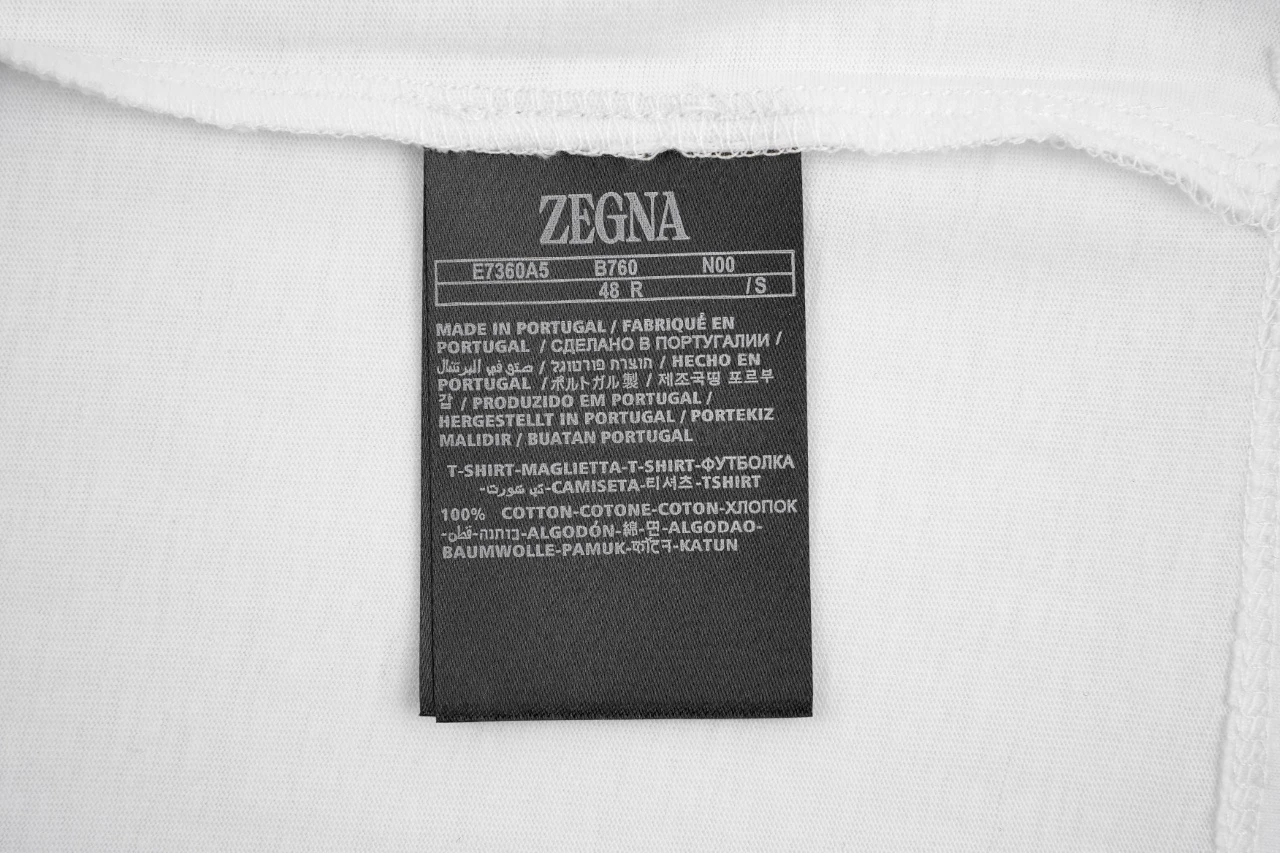 ZEGNA
E7360A5 B760 N00
48 R /S
MADE IN PORTUGAL / FABRIQUÉ EN
PORTUGAL / СДЕЛАНО В ПОРТУГАЛИИ /
صنع في البرتغال / תוצרת פורטוגל / HECHO EN
PORTUGAL / ポルトガル製 / 제조국명 포르부
갑 / PRODUZIDO EM PORTUGAL /
HERGESTELLT IN PORTUGAL / PORTEKIZ
MALIDIR / BUATAN PORTUGAL
T-SHIRT-MAGLIETTA-T-SHIRT-ФУТБОЛКА
-تي شورت-CAMISETA-티셔츠-TSHIRT
100% COTTON-COTONE-COTON-ХЛОПОК
-כותנה-قطن-ALGODÓN-綿-면-ALGODAO-
BAUMWOLLE-PAMUK-KATUN